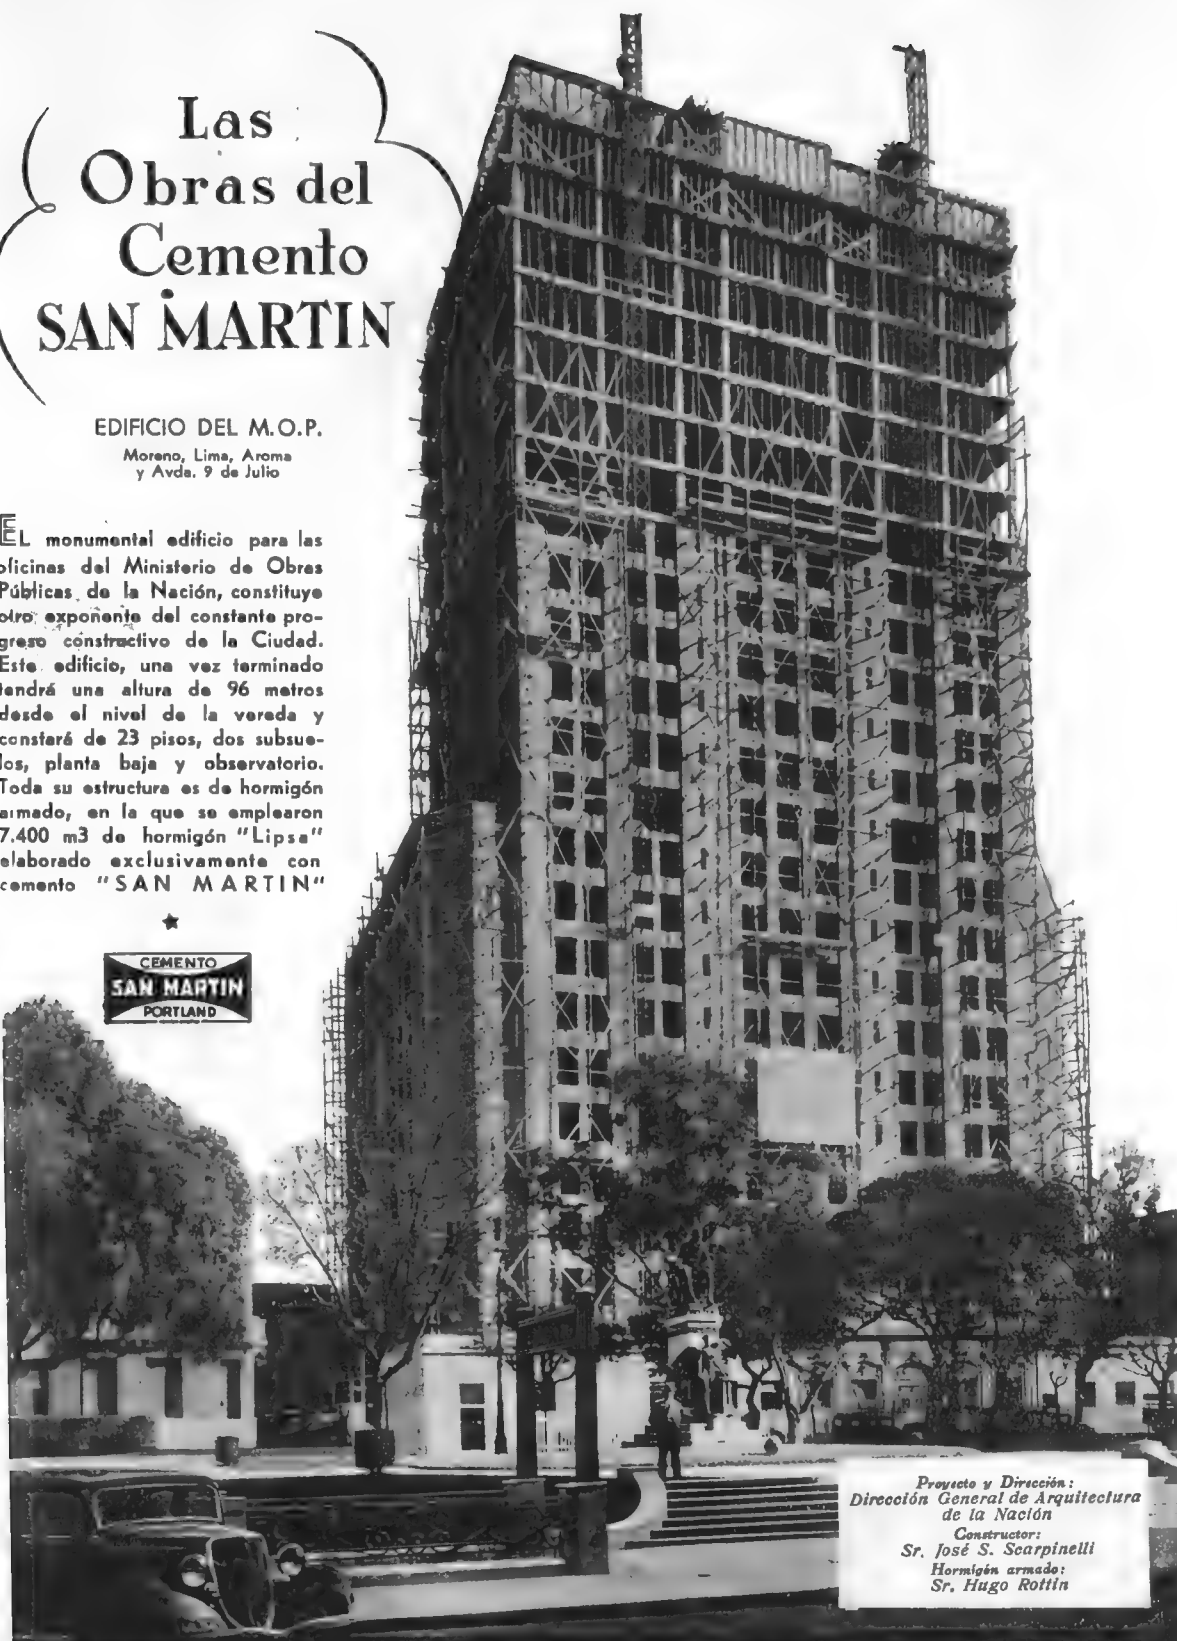 Las
Obras del
Cemento
SAN MARTIN
EDIFICIO DEL M.O.P.
Moreno, Lima, Aroma
y Avda. 9 de Julio
EL monumental edificio para las
oficinas del Ministerio de Obras
Públicas de la Nación, constituye
otro exponente del constante pro-
greso constructivo de la Ciudad.
Este edificio, una vez terminado
tendrá una altura de 96 metros
desde el nivel de la vereda y
constará de 23 pisos, dos subsue-
los, planta baja y observatorio.
Toda su estructura es de hormigón
armado, en la que se emplearon
7.400 m3 de hormigón "Lipsa"
elaborado exclusivamente con
cemento "SAN MARTIN"
CEMENTO
SAN MARTIN
PORTLAND
Proyecto y Dirección:
Dirección General de Arquitectura
de la Nación
Constructor:
Sr. José S. Scarpinelli
Hormigón armado:
Sr. Hugo Rottin